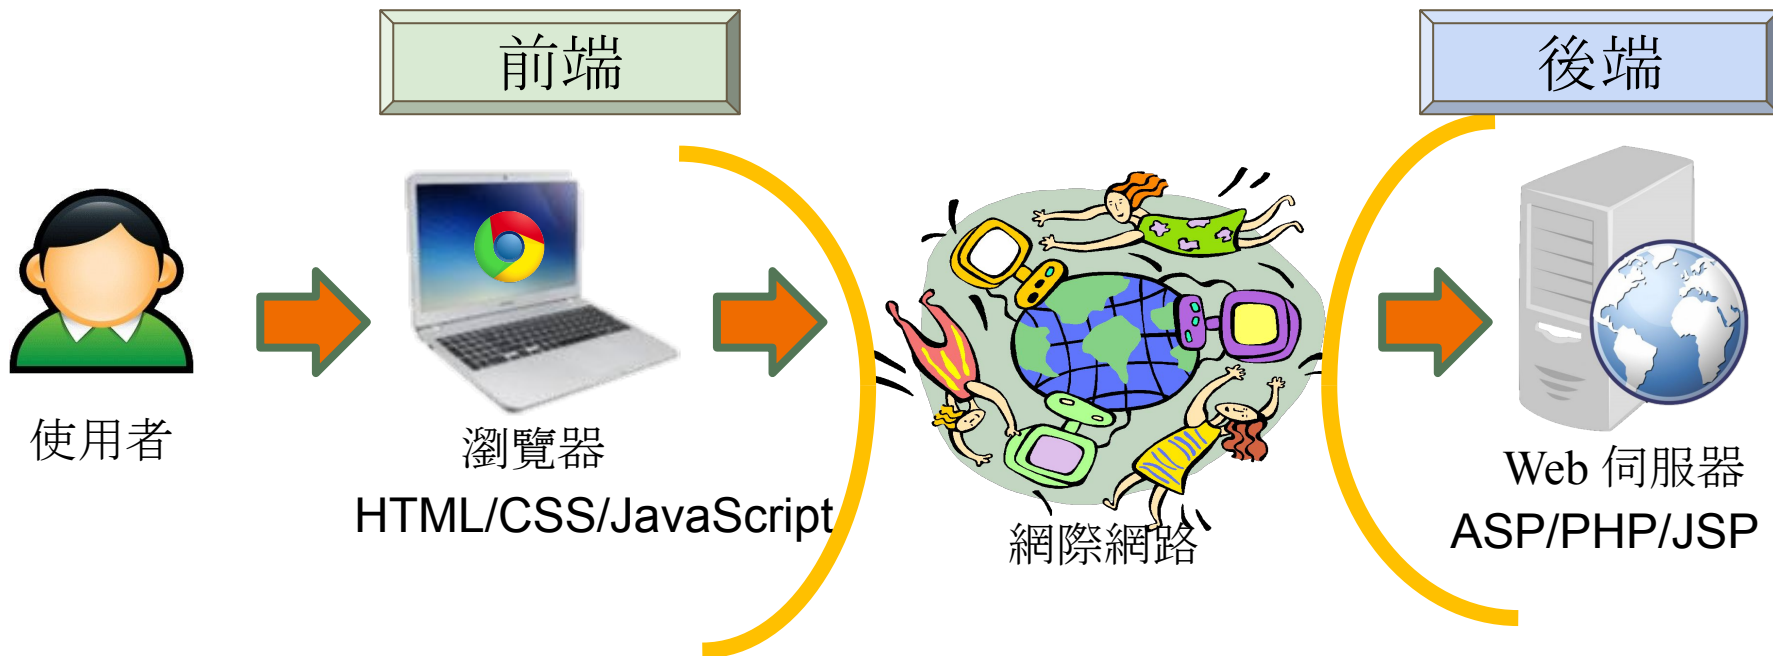 前端
後端
使用者
瀏覽器
HTML/CSS/JavaScript
網際網路
Web 伺服器
ASP/PHP/JSP